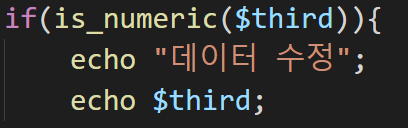 if(is_numeric($third)){
    echo "데이터 수정";
    echo $third;